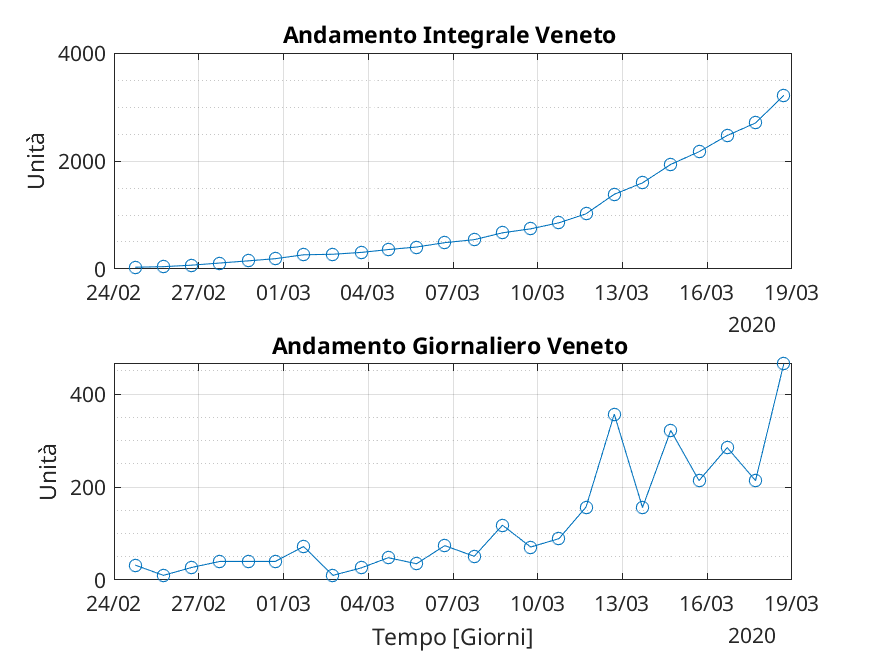 Andamento Integrale Veneto
4000
2000
0
Unità
24/02 27/02 01/03 04/03 07/03 10/03 13/03 16/03 19/03
2020
Andamento Giornaliero Veneto
400
200
0
Unità
24/02 27/02 01/03 04/03 07/03 10/03 13/03 16/03 19/03
Tempo [Giorni]
2020